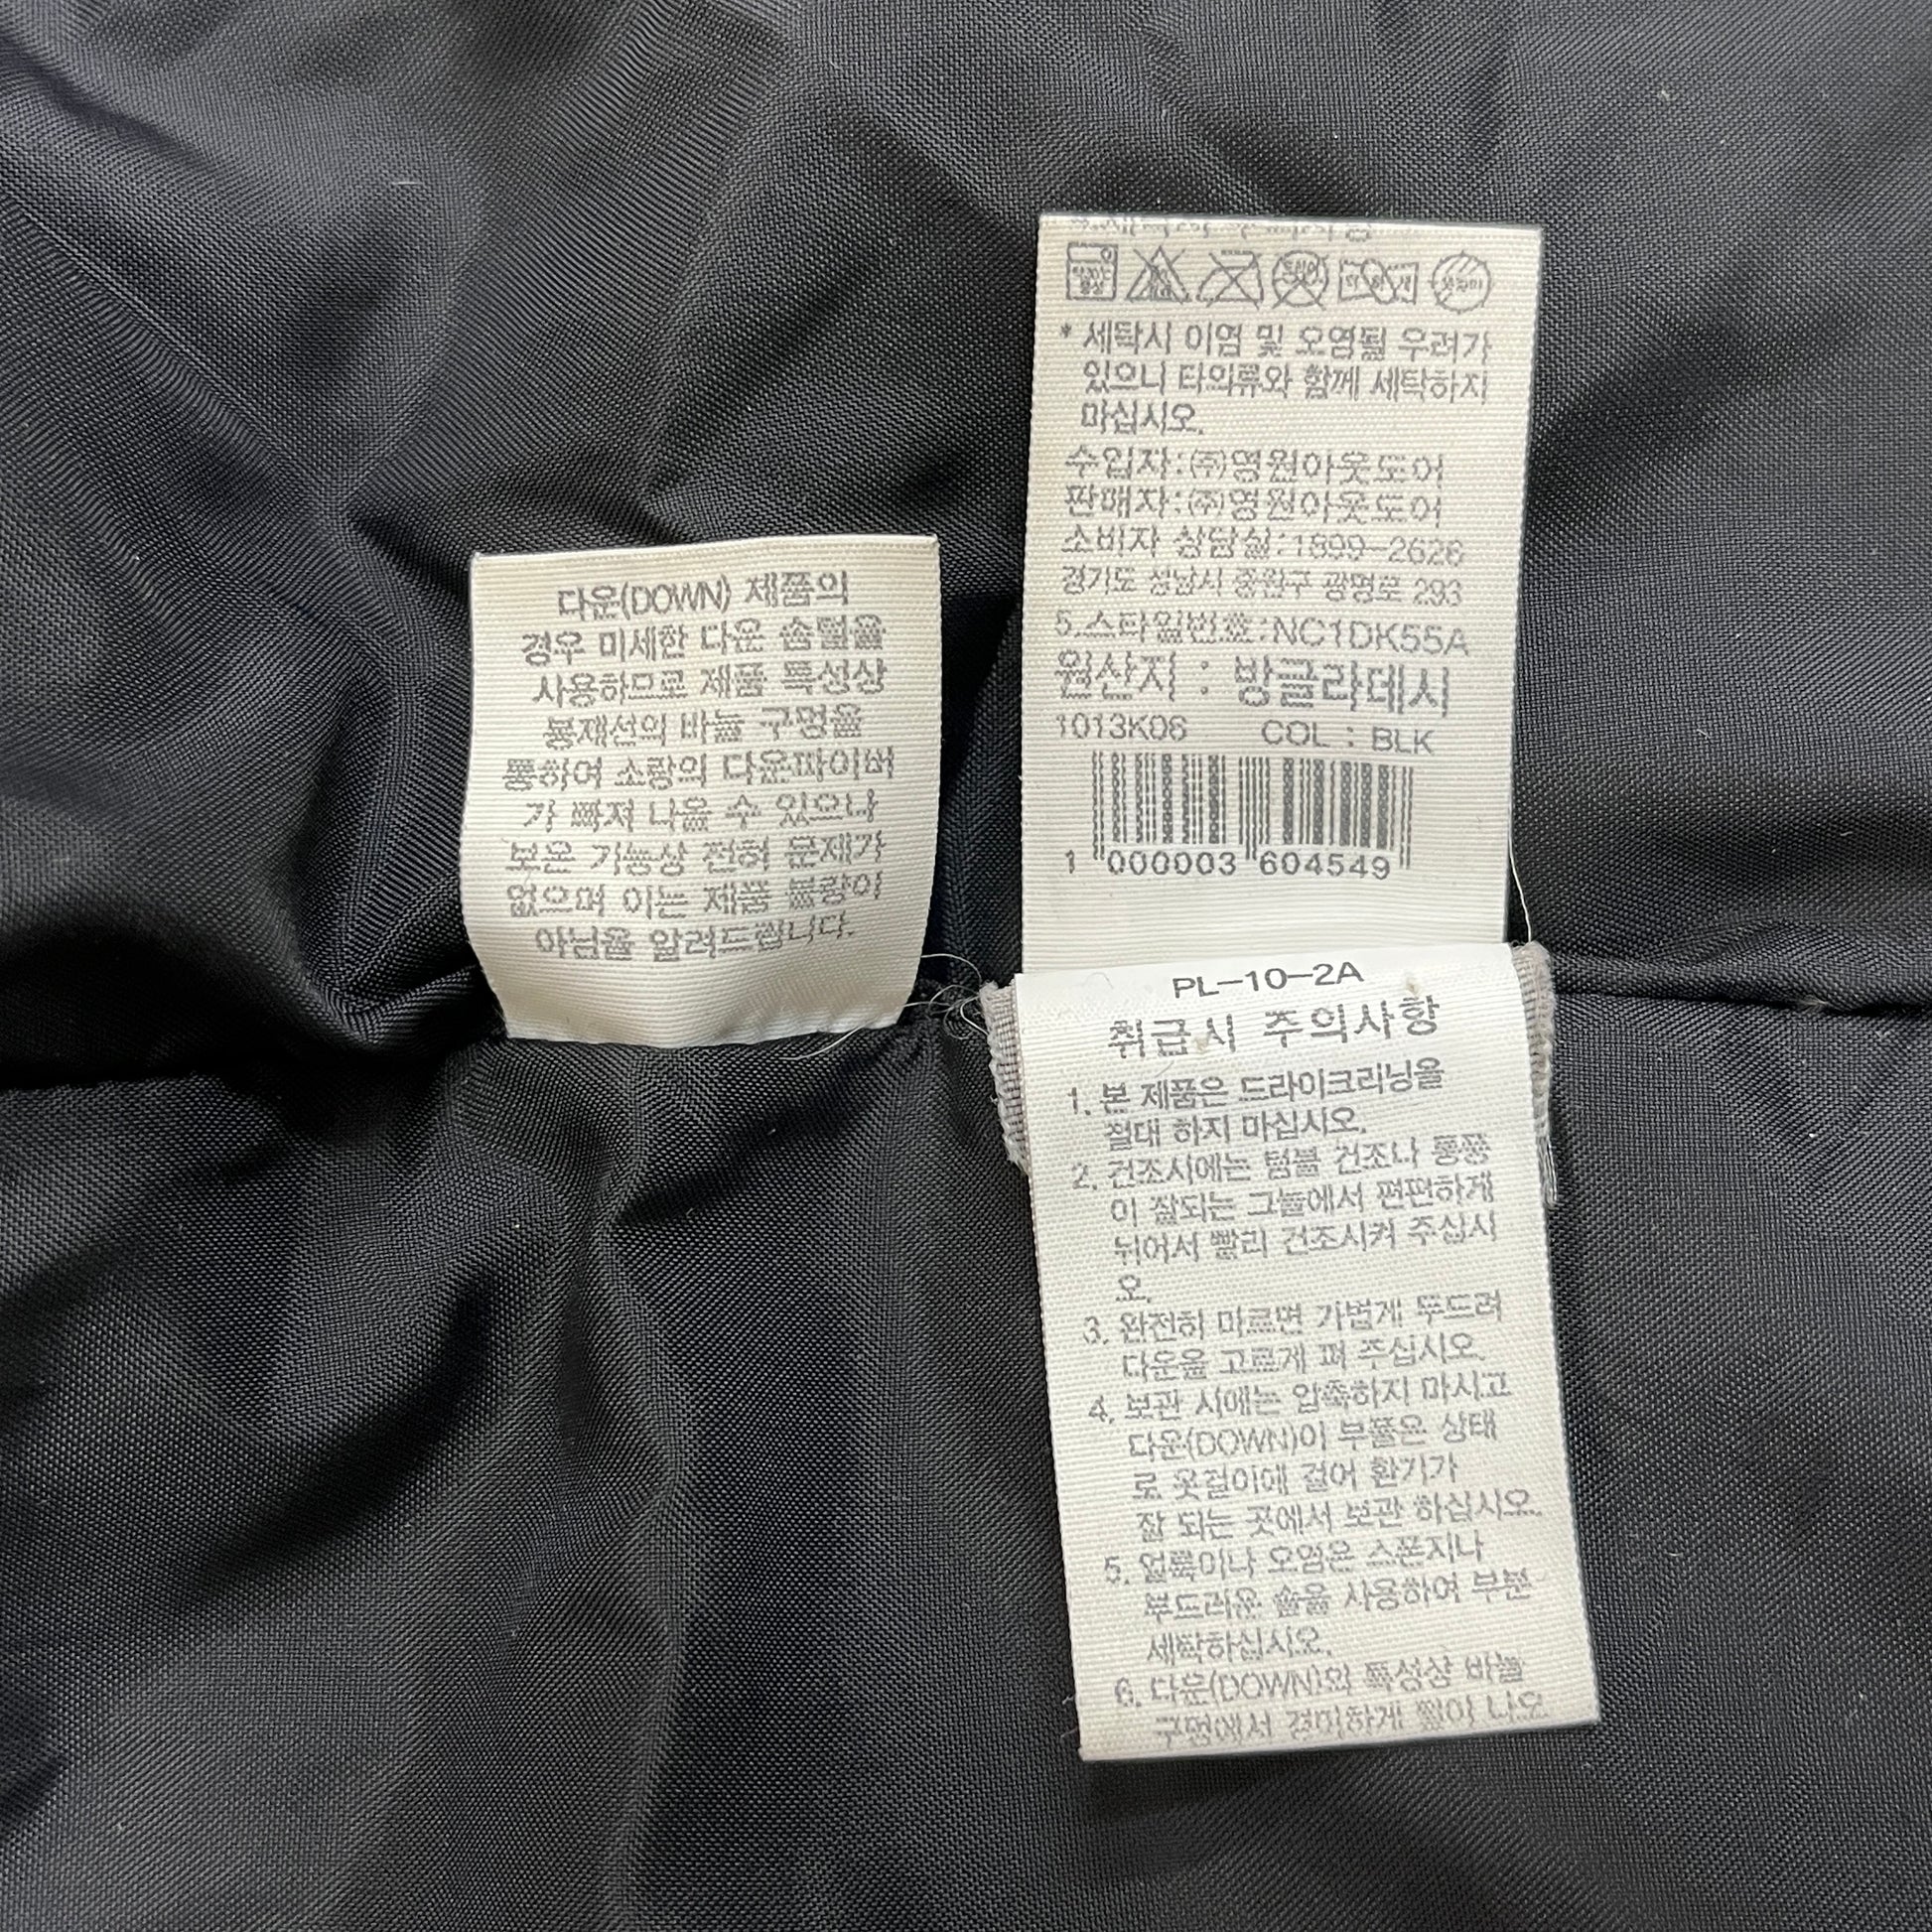 다운(DOWN) 제품의
경우 미세한 다운 솜털을
사용하므로 제품 특성상
봉재선의 바늘 구멍을
통하여 소량의 다운파이버
가 빠져 나올 수 있으나
보온 기능상 전혀 문제가
없으며 이는 제품 불량이
아님을 알려드립니다.
* 세탁시 이염 및 오염될 우려가
있으니 타의류와 함께 세탁하지
마십시오.
수입자:㈜영원아웃도어
판매자:㈜영원아웃도어
소비자 상담실:1899-2626
경기도 성남시 중원구 광명로 293
5.스타일번호:NC1DK55A
원산지 : 방글라데시
1013K06 COL : BLK
1 000003 604549
PL-10-2A
취급시 주의사항
1. 본 제품은 드라이크리닝을
절대 하지 마십시오.
2. 건조시에는 텀블 건조나 통풍
이 잘되는 그늘에서 편편하게
뉘어서 빨리 건조시켜 주십시
오.
3. 완전히 마르면 가볍게 두드려
다운을 고르게 펴 주십시오.
4. 보관 시에는 압축하지 마시고
다운(DOWN)이 부풀은 상태
로 옷걸이에 걸어 환기가
잘 되는 곳에서 보관 하십시오.
5. 얼룩이나 오염은 스폰지나
부드러운 솔을 사용하여 부분
세탁하십시오.
6. 다운(DOWN)의 특성상 바늘
구멍에서 경미하게 털이 나오